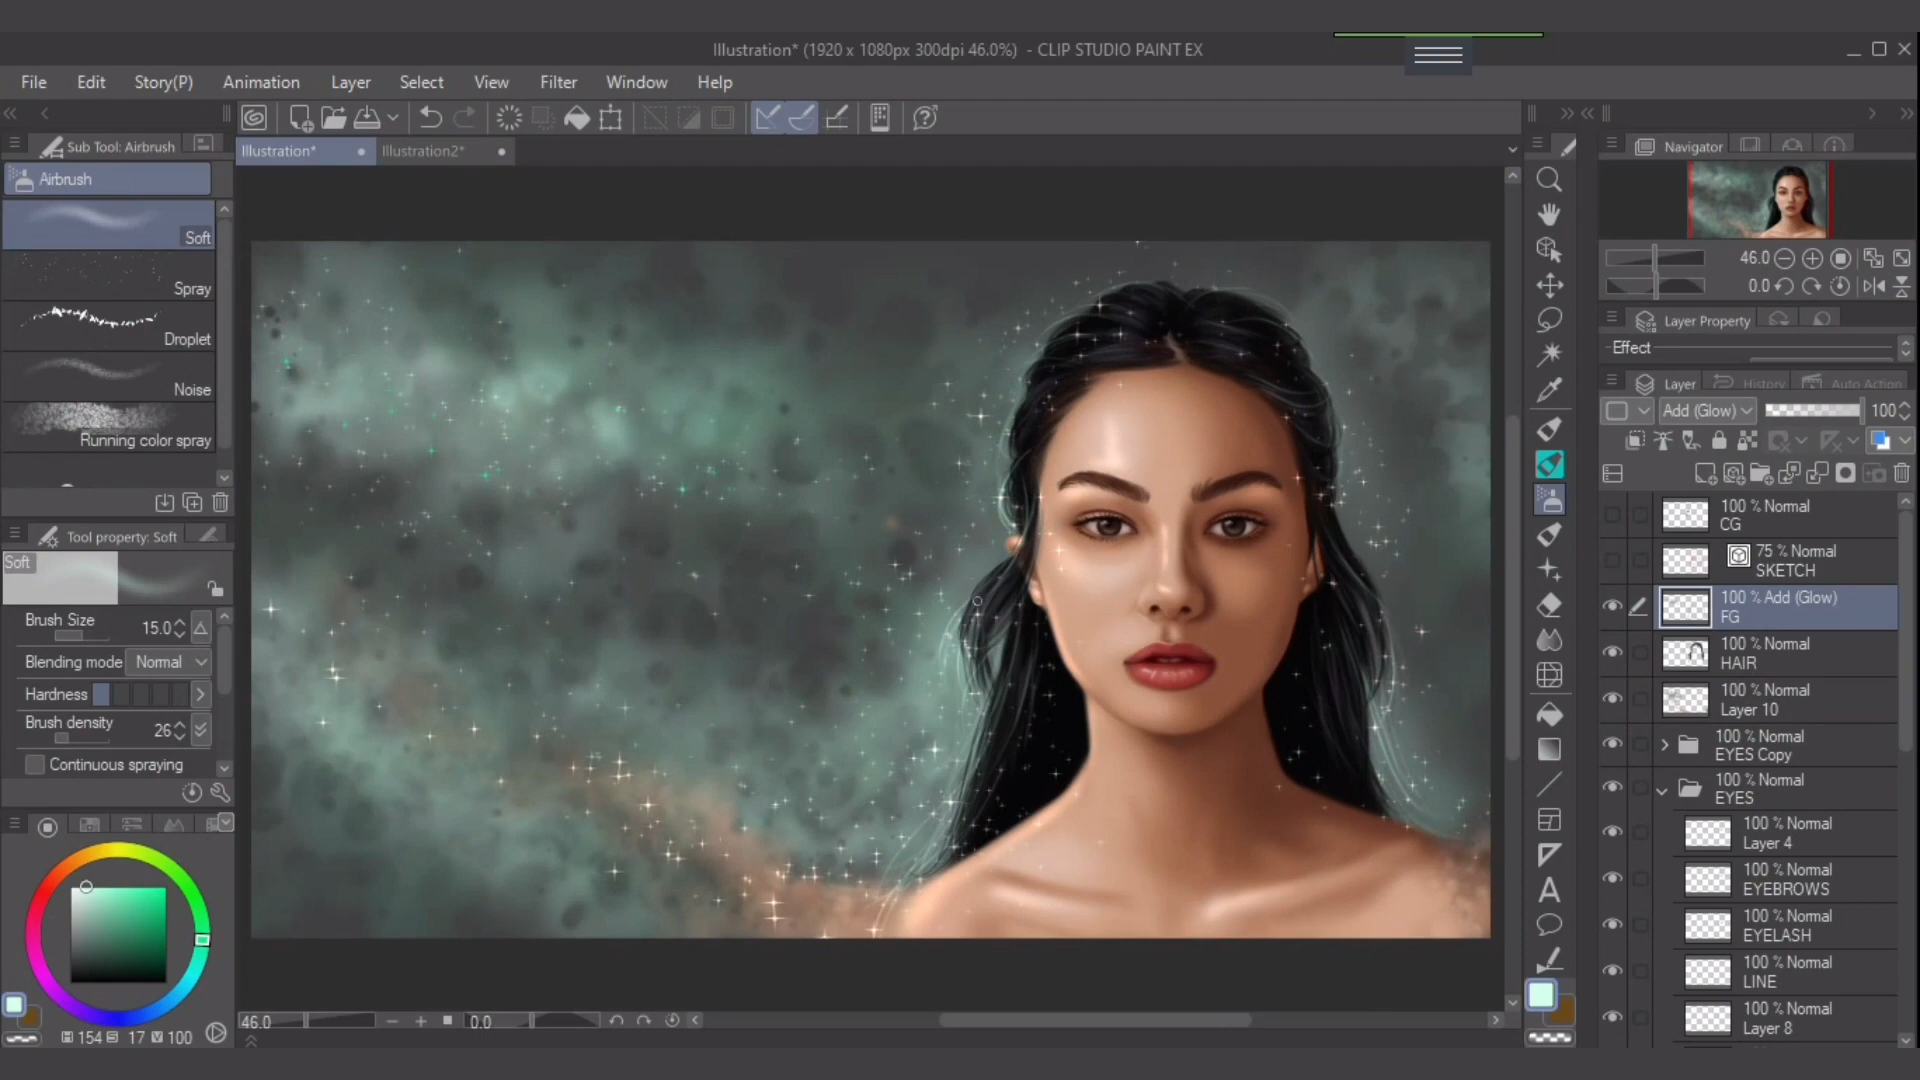 Illustration* (1920 x 1080px 300dpi 46.0%) - CLIP STUDIO PAINT EX
File Edit Story(P) Animation Layer Select View Filter Window Help
Sub Tool: Airbrush
Illustration*
Illustration2*
Airbrush
Soft
Spray
Droplet
Noise
Running color spray
Tool property: Soft
Soft
Brush Size 15.0
Blending mode Normal
Hardness
Brush density 26
Continuous spraying
154 17 100
46.0 0.0
Navigator
46.0
0.0
Layer Property
Effect
Layer History Auto Action
Add (Glow) 100
100 % Normal
CG
75 % Normal
SKETCH
100 % Add (Glow)
FG
100 % Normal
HAIR
100 % Normal
Layer 10
100 % Normal
EYES Copy
100 % Normal
EYES
100 % Normal
Layer 4
100 % Normal
EYEBROWS
100 % Normal
EYELASH
100 % Normal
LINE
100 % Normal
Layer 8